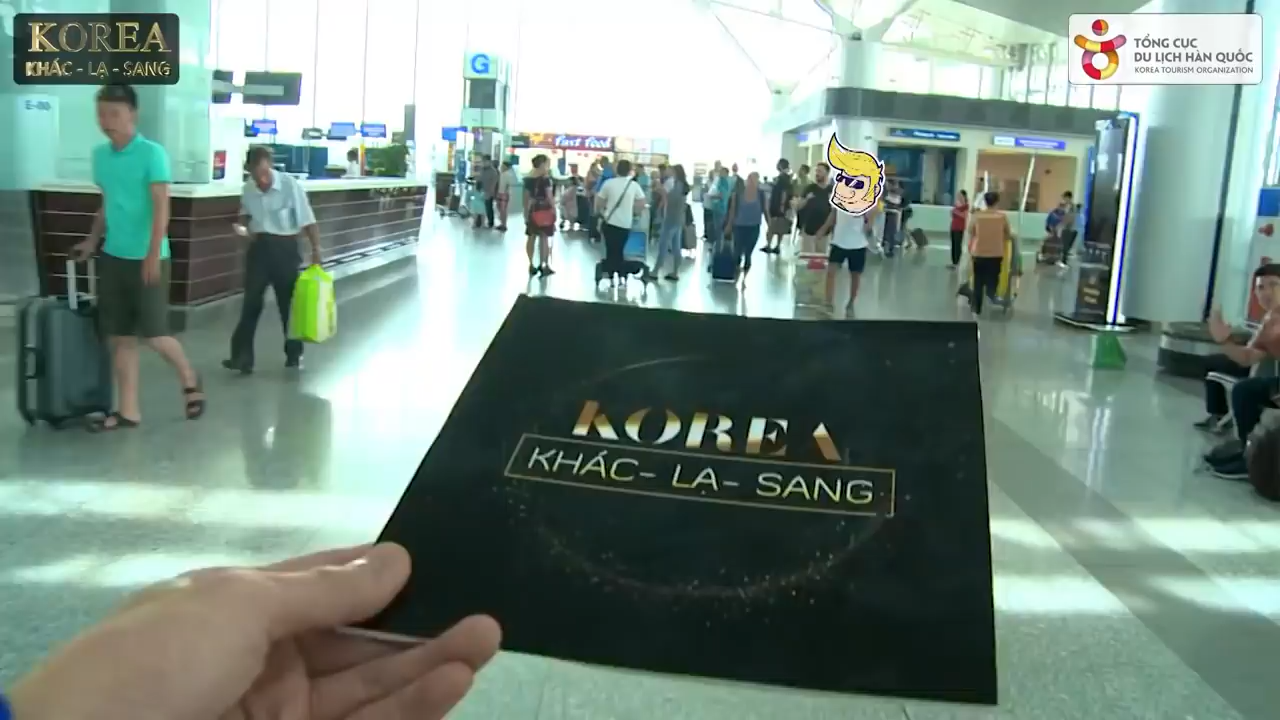 KOREA
KHÁC - LẠ - SANG
TỔNG CỤC
DU LỊCH HÀN QUỐC
KOREA TOURISM ORGANIZATION
G
Fast food
KOREA
KHÁC- LẠ- SANG